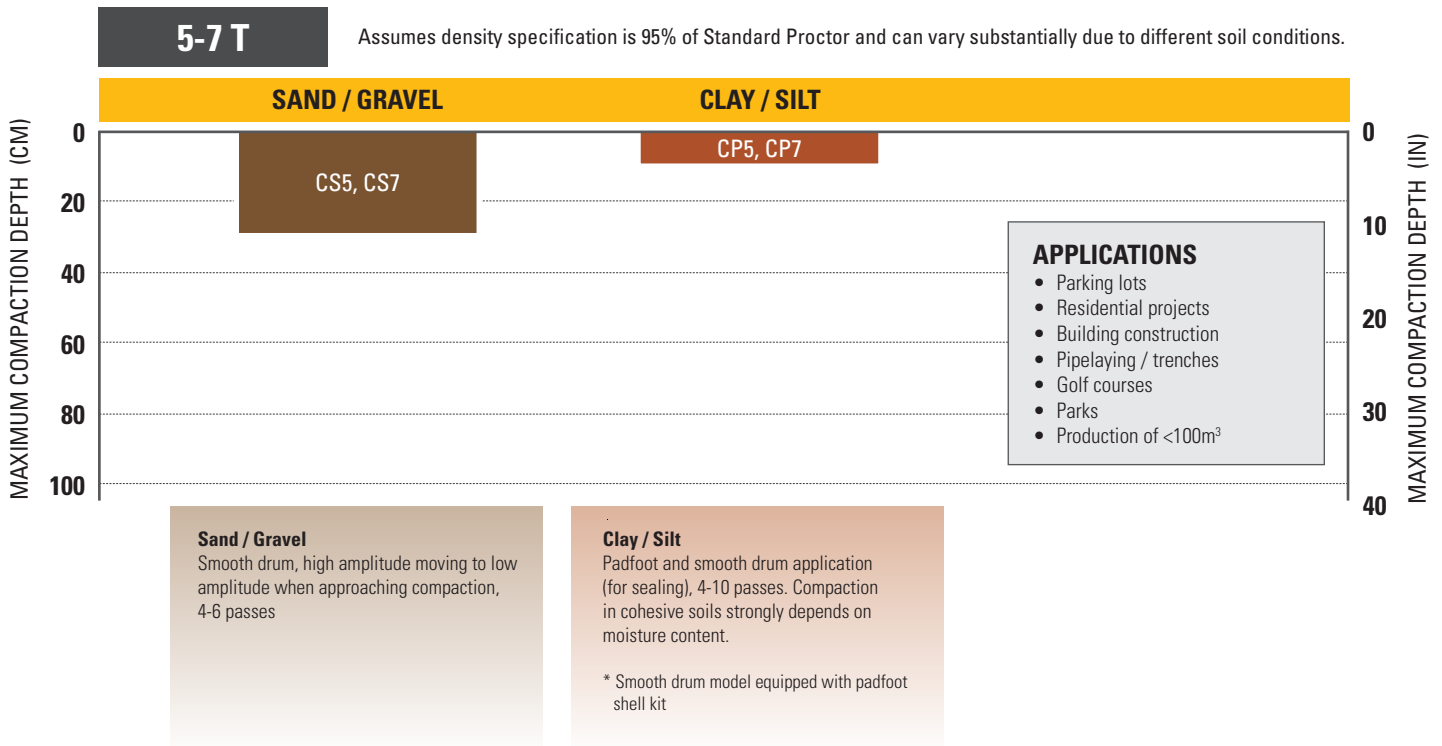 5-7 T
Assumes density specification is 95% of Standard Proctor and can vary substantially due to different soil conditions.
SAND / GRAVEL
CLAY / SILT
MAXIMUM COMPACTION DEPTH (CM)
0
20
40
60
80
100
CS5, CS7
CP5, CP7
APPLICATIONS
• Parking lots
• Residential projects
• Building construction
• Pipelaying / trenches
• Golf courses
• Parks
• Production of <100m³
0
10
20
30
40
MAXIMUM COMPACTION DEPTH (IN)
Sand / Gravel
Smooth drum, high amplitude moving to low
amplitude when approaching compaction,
4-6 passes
Clay / Silt
Padfoot and smooth drum application
(for sealing), 4-10 passes. Compaction
in cohesive soils strongly depends on
moisture content.
* Smooth drum model equipped with padfoot
shell kit